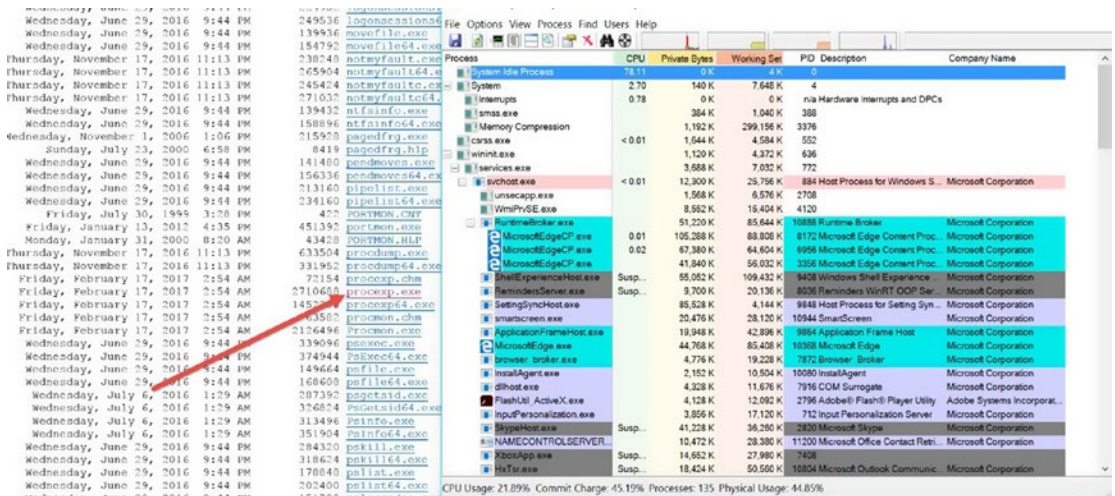 Wednesday, June 29, 2016 9:44 PM 249536 logonsessions6
Wednesday, June 29, 2016 9:44 PM 139936 movefile.exe
Wednesday, June 29, 2016 9:44 PM 154792 movefile64.exe
Thursday, November 17, 2016 11:13 PM 238248 notmyfault.exe
Thursday, November 17, 2016 11:13 PM 265904 notmyfault64.e
Thursday, November 17, 2016 11:13 PM 245424 notmyfaultc.ex
Thursday, November 17, 2016 11:13 PM 271032 notmyfaultc64.
Wednesday, June 29, 2016 9:44 PM 139432 ntfsinfo.exe
Wednesday, June 29, 2016 9:44 PM 158896 ntfsinfo64.exe
Wednesday, November 1, 2006 1:06 PM 215928 pagedfrg.exe
Sunday, July 23, 2000 6:58 PM 8419 pagedfrg.hlp
Wednesday, June 29, 2016 9:44 PM 141480 pendmoves.exe
Wednesday, June 29, 2016 9:44 PM 156336 pendmoves64.ex
Wednesday, June 29, 2016 9:44 PM 213160 pipelist.exe
Wednesday, June 29, 2016 9:44 PM 234160 pipelist64.exe
Friday, July 30, 1999 3:28 PM 422 PORTMON.CNT
Friday, January 13, 2012 4:35 PM 451392 portmon.exe
Monday, January 31, 2000 8:20 AM 43428 PORTMON.HLP
Thursday, November 17, 2016 11:13 PM 633504 procdump.exe
Thursday, November 17, 2016 11:13 PM 331952 procdump64.exe
Friday, February 17, 2017 2:54 AM 72154 procexp.chm
Friday, February 17, 2017 2:54 AM procexp.exe
Friday, February 17, 2017 2:54 AM procexp64.exe
Friday, February 17, 2017 2:54 AM 63582 procmon.chm
Friday, February 17, 2017 2:54 AM 2126496 Procmon.exe
Wednesday, June 29, 2016 9:44 PM 339096 psexec.exe
Wednesday, June 29, 2016 9:44 PM 374944 PsExec64.exe
Wednesday, June 29, 2016 9:44 PM 149664 psfile.exe
Wednesday, June 29, 2016 9:44 PM 168608 psfile64.exe
Wednesday, July 6, 2016 1:29 AM 287392 psgetsid.exe
Wednesday, July 6, 2016 1:29 AM 326824 PsGetsid64.exe
Wednesday, July 6, 2016 1:29 AM 313496 Psinfo.exe
Wednesday, July 6, 2016 1:29 AM 351904 Psinfo64.exe
Wednesday, June 29, 2016 9:44 PM 284320 pskill.exe
Wednesday, June 29, 2016 9:44 PM 318624 pskill64.exe
Wednesday, June 29, 2016 9:44 PM 178848 pslist.exe
Wednesday, June 29, 2016 9:44 PM 202400 pslist64.exe
File Options View Process Find Users Help
Process CPU Private Bytes Working Set PID Description Company Name
System Idle Process 78.11 0 K 4 K 0
System 2.70 140 K 7,648 K 4
Interrupts 0.78 0 K 0 K n/a Hardware Interrupts and DPCs
smss.exe 384 K 1,040 K 388
Memory Compression 1,192 K 299,156 K 3376
csrss.exe < 0.01 1,644 K 4,584 K 552
wininit.exe 1,120 K 4,372 K 636
services.exe 3,688 K 7,032 K 772
svchost.exe < 0.01 12,300 K 25,756 K 884 Host Process for Windows S... Microsoft Corporation
unsecapp.exe 1,568 K 6,576 K 2708
WmiPrvSE.exe 8,562 K 15,404 K 4120
RuntimeBroker.exe 51,220 K 85,644 K 10888 Runtime Broker Microsoft Corporation
MicrosoftEdgeCP.exe 0.01 105,288 K 88,808 K 8172 Microsoft Edge Content Proc... Microsoft Corporation
MicrosoftEdgeCP.exe 0.02 67,380 K 64,604 K 6956 Microsoft Edge Content Proc... Microsoft Corporation
MicrosoftEdgeCP.exe 41,840 K 56,032 K 3356 Microsoft Edge Content Proc... Microsoft Corporation
ShellExperienceHost.exe Susp... 55,052 K 109,432 K 9408 Windows Shell Experience ... Microsoft Corporation
RemindersServer.exe Susp... 9,700 K 20,136 K 8036 Reminders WinRT OOP Ser... Microsoft Corporation
SettingSyncHost.exe 85,528 K 4,144 K 9848 Host Process for Setting Syn... Microsoft Corporation
smartscreen.exe 20,476 K 28,120 K 10944 SmartScreen Microsoft Corporation
ApplicationFrameHost.exe 19,948 K 42,896 K 9864 Application Frame Host Microsoft Corporation
MicrosoftEdge.exe 44,768 K 85,408 K 10368 Microsoft Edge Microsoft Corporation
browser_broker.exe 4,776 K 19,228 K 7872 Browser_Broker Microsoft Corporation
InstallAgent.exe 2,152 K 10,504 K 10080 InstallAgent Microsoft Corporation
dllhost.exe 4,328 K 11,676 K 7916 COM Surrogate Microsoft Corporation
FlashUtil_ActiveX.exe 4,128 K 12,092 K 2796 Adobe® Flash® Player Utility Adobe Systems Incorporat...
InputPersonalization.exe 3,856 K 17,120 K 712 Input Personalization Server Microsoft Corporation
SkypeHost.exe Susp... 41,228 K 36,260 K 2820 Microsoft Skype Microsoft Corporation
NAMECONTROLSERVER... 10,472 K 28,380 K 11200 Microsoft Office Contact Retri... Microsoft Corporation
XboxApp.exe Susp... 14,652 K 27,980 K 7408
HxTsr.exe Susp... 18,424 K 50,560 K 10804 Microsoft Outlook Communic... Microsoft Corporation
CPU Usage: 21.89% Commit Charge: 45.19% Processes: 135 Physical Usage: 44.85%